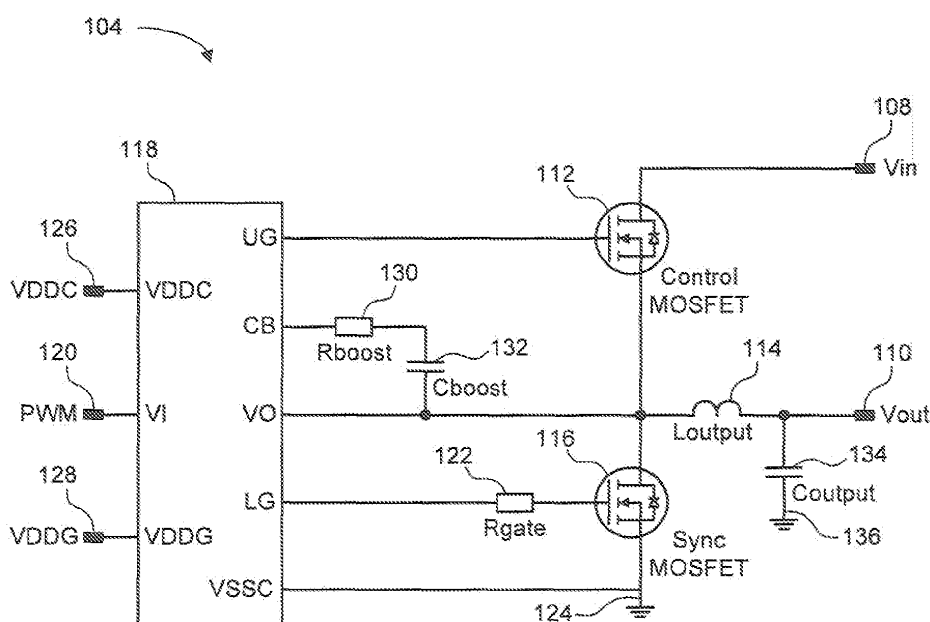 104
108
Vin
118
112
UG
126
VDDC
VDDC
Control
MOSFET
130
CB
Rboost
132
Cboost
114
110
120
PWM
VI
VO
Loutput
Vout
116
134
Coutput
122
128
LG
Rgate
136
VDDG
VDDG
Sync
MOSFET
VSSC
124